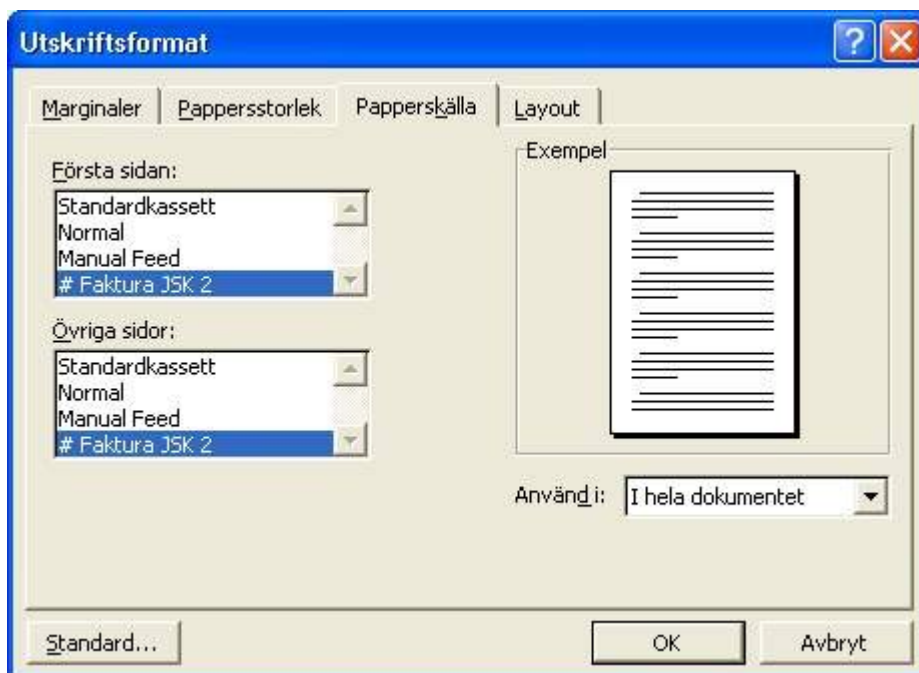 Utskriftsformat
Marginaler
Pappersstorlek
Papperskälla
Layout
Första sidan:
Standardkassett
Normal
Manual Feed
# Faktura JSK 2
Övriga sidor:
Standardkassett
Normal
Manual Feed
# Faktura JSK 2
Exempel
Använd i:
I hela dokumentet
Standard...
OK
Avbryt